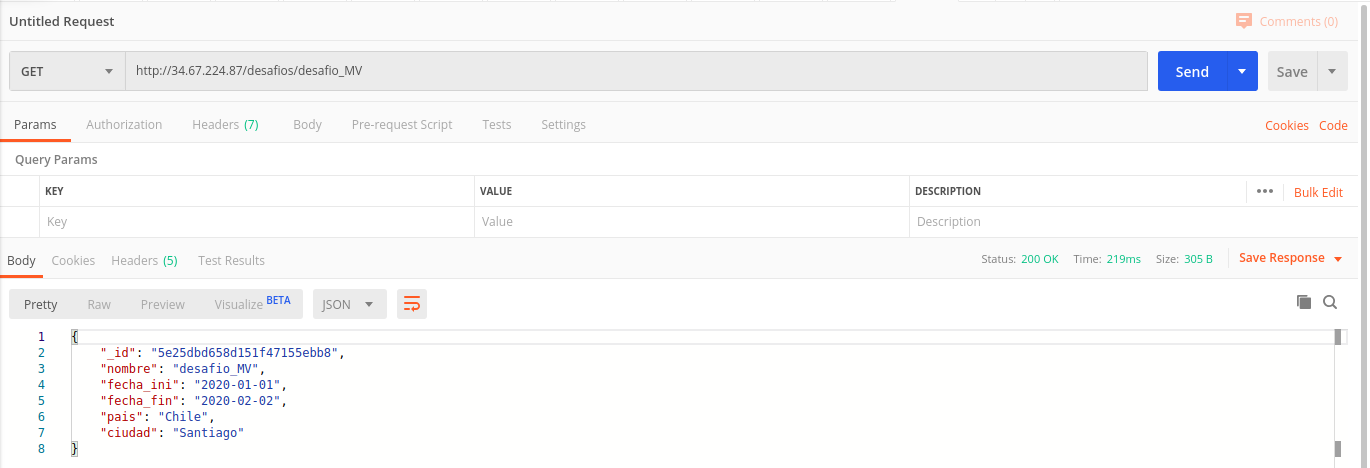 Untitled Request
Comments (0)
GET http://34.67.224.87/desafios/desafio_MV Send Save
Params Authorization Headers (7) Body Pre-request Script Tests Settings Cookies Code
Query Params
KEY VALUE DESCRIPTION Bulk Edit
Key Value Description
Body Cookies Headers (5) Test Results Status: 200 OK Time: 219ms Size: 305 B Save Response
Pretty Raw Preview Visualize BETA JSON
1 {
2 "_id": "5e25dbd658d151f47155ebb8",
3 "nombre": "desafio_MV",
4 "fecha_ini": "2020-01-01",
5 "fecha_fin": "2020-02-02",
6 "pais": "Chile",
7 "ciudad": "Santiago"
8 }